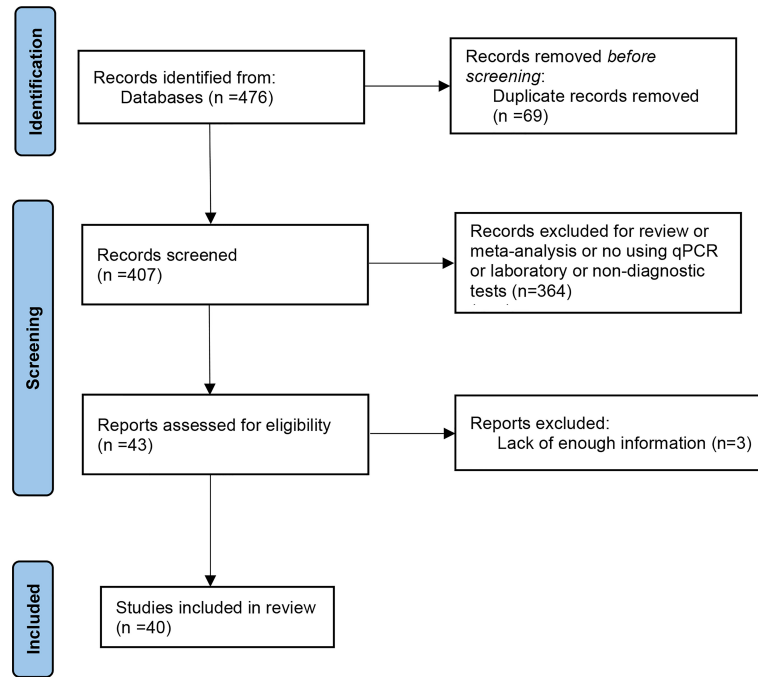 Identification
Records identified from:
Databases (n =476)
Records removed before
screening:
Duplicate records removed
(n =69)
Screening
Records screened
(n =407)
Records excluded for review or
meta-analysis or no using qPCR
or laboratory or non-diagnostic
tests (n=364)
Reports assessed for eligibility
(n =43)
Reports excluded:
Lack of enough information (n=3)
Included
Studies included in review
(n =40)